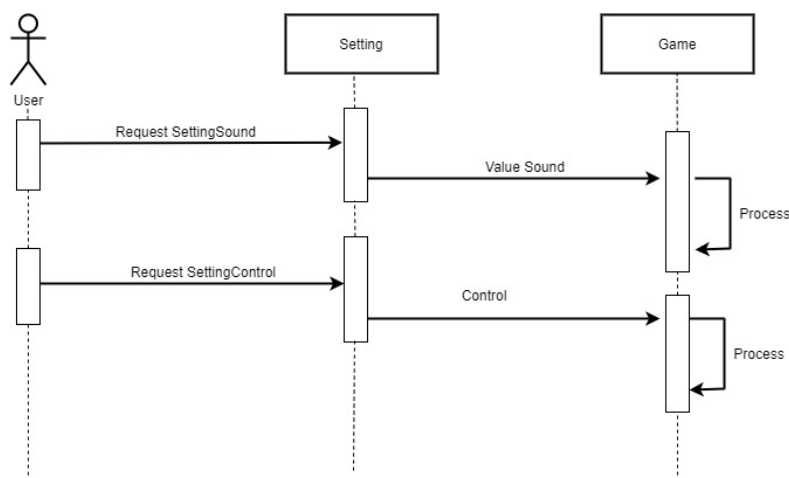 Setting
Game
User
Request SettingSound
Value Sound
Process
Request SettingControl
Control
Process